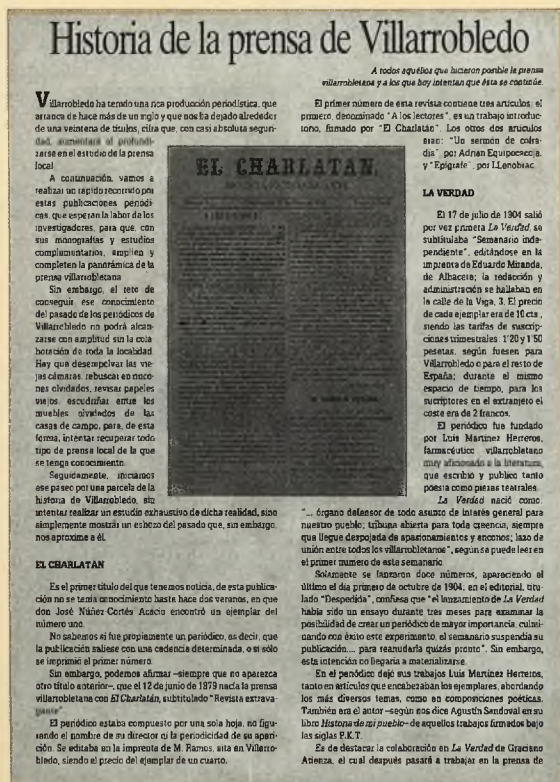 Historia de la prensa de Villarrobledo
A todos aquéllos que hicieron posible la prensa
villarrobletana y a los que hoy intentan que ésta se continúe.
Villarrobledo ha tenido una rica producción periodística, que
arranca de hace más de un siglo y que nos ha dejado alrededor
de una veintena de títulos, cifra que, con casi absoluta seguri-
dad, aumentará al profundi-
zarse en el estudio de la prensa
local.
A continuación, vamos a
realizar un rápido recorrido por
estas publicaciones periódi-
cas, que esperan la labor de los
investigadores, para que, con
sus monografías y estudios
complementarios, amplíen y
completen la panorámica de la
prensa villarrobletana.
Sin embargo, el reto de
conseguir ese conocimiento
del pasado de los periódicos de
Villarrobledo no podrá alcan-
zarse con amplitud sin la cola-
boración de toda la localidad.
Hay que desempolvar las vie-
jas cámaras, rebuscar en rinco-
nes olvidados, revisar papeles
viejos, escudriñar entre los
muebles olvidados de las
casas de campo, para, de esta
forma, intentar recuperar todo
tipo de prensa local de la que
se tenga conocimiento.
Seguidamente, iniciamos
ese paseo por una parcela de la
historia de Villarrobledo, sin
intentar realizar un estudio exhaustivo de dicha realidad, sino
simplemente mostrar un esbozo del pasado que, sin embargo,
nos aproxime a él.
EL CHARLATÁN
Es el primer título del que tenemos noticia, de esta publica-
ción no se tenía conocimiento hasta hace dos veranos, en que
don José Núñez-Cortés Acacio encontró un ejemplar del
número uno.
No sabemos si fue propiamente un periódico, es decir, que
la publicación saliese con una cadencia determinada, o si sólo
se imprimió el primer número.
Sin embargo, podemos afirmar –siempre que no aparezca
otro título anterior–, que el 12 de junio de 1879 nacía la prensa
villarrobletana con El Charlatán, subtitulado "Revista extrava-
gante".
El periódico estaba compuesto por una sola hoja, no figu-
rando el nombre de su director ni la periodicidad de su apari-
ción. Se editaba en la imprenta de M. Ramos, sita en Villarro-
bledo, siendo el precio del ejemplar de un cuarto.
EL CHARLATAN.
El primer número de esta revista contiene tres artículos, el
primero, denominado "A los lectores", es un trabajo introduc-
torio, firmado por "El Charlatán". Los otros dos artículos
eran: "Un sermón de cofra-
día", por Adrián Equipocaecja,
y "Epígrafe", por Ll.enobrac.
LA VERDAD
El 17 de julio de 1904 salió
por vez primera La Verdad, se
subtitulaba "Semanario inde-
pendiente", editándose en la
imprenta de Eduardo Miranda,
de Albacete; la redacción y
administración se hallaban en
la calle de la Virga, 3. El precio
de cada ejemplar era de 10 cts.,
siendo las tarifas de suscrip-
ciones trimestrales: 1'20 y 1'50
pesetas, según fuesen para
Villarrobledo o para el resto de
España; durante el mismo
espacio de tiempo, para los
sucriptores en el extranjero el
coste era de 2 francos.
El periódico fue fundado
por Luis Martínez Herreros,
farmacéutico villarrobletano
muy aficionado a la literatura,
que escribió y publicó tanto
poesía como piezas teatrales.
La Verdad nació como:
"... órgano defensor de todo asunto de interés general para
nuestro pueblo; tribuna abierta para toda creencia, siempre
que llegue despojada de apasionamientos y enconos; lazo de
unión entre todos los villarrobletanos", según se puede leer en
el primer número de este semanario.
Solamente se lanzaron doce números, apareciendo el
último el día primero de octubre de 1904; en el editorial, titu-
lado "Despedida", confiesa que "el lanzamiento de La Verdad
había sido un ensayo durante tres meses para examinar la
posibilidad de crear un periódico de mayor importancia, culmi-
nando con éxito este experimento, el semanario suspendía su
publicación..., para reanudarla quizás pronto". Sin embargo,
esta intención no llegaría a materializarse.
En el periódico dejó sus trabajos Luis Martínez Herreros,
tanto en artículos que encabezaban los ejemplares, abordando
los más diversos temas, como en composiciones poéticas.
También era el autor –según nos dice Agustín Sandoval en su
libro Historia de mi pueblo– de aquellos trabajos firmados bajo
las siglas P.K.T.
Es de destacar la colaboración en La Verdad de Graciano
Atienza, el cual después pasará a trabajar en la prensa de